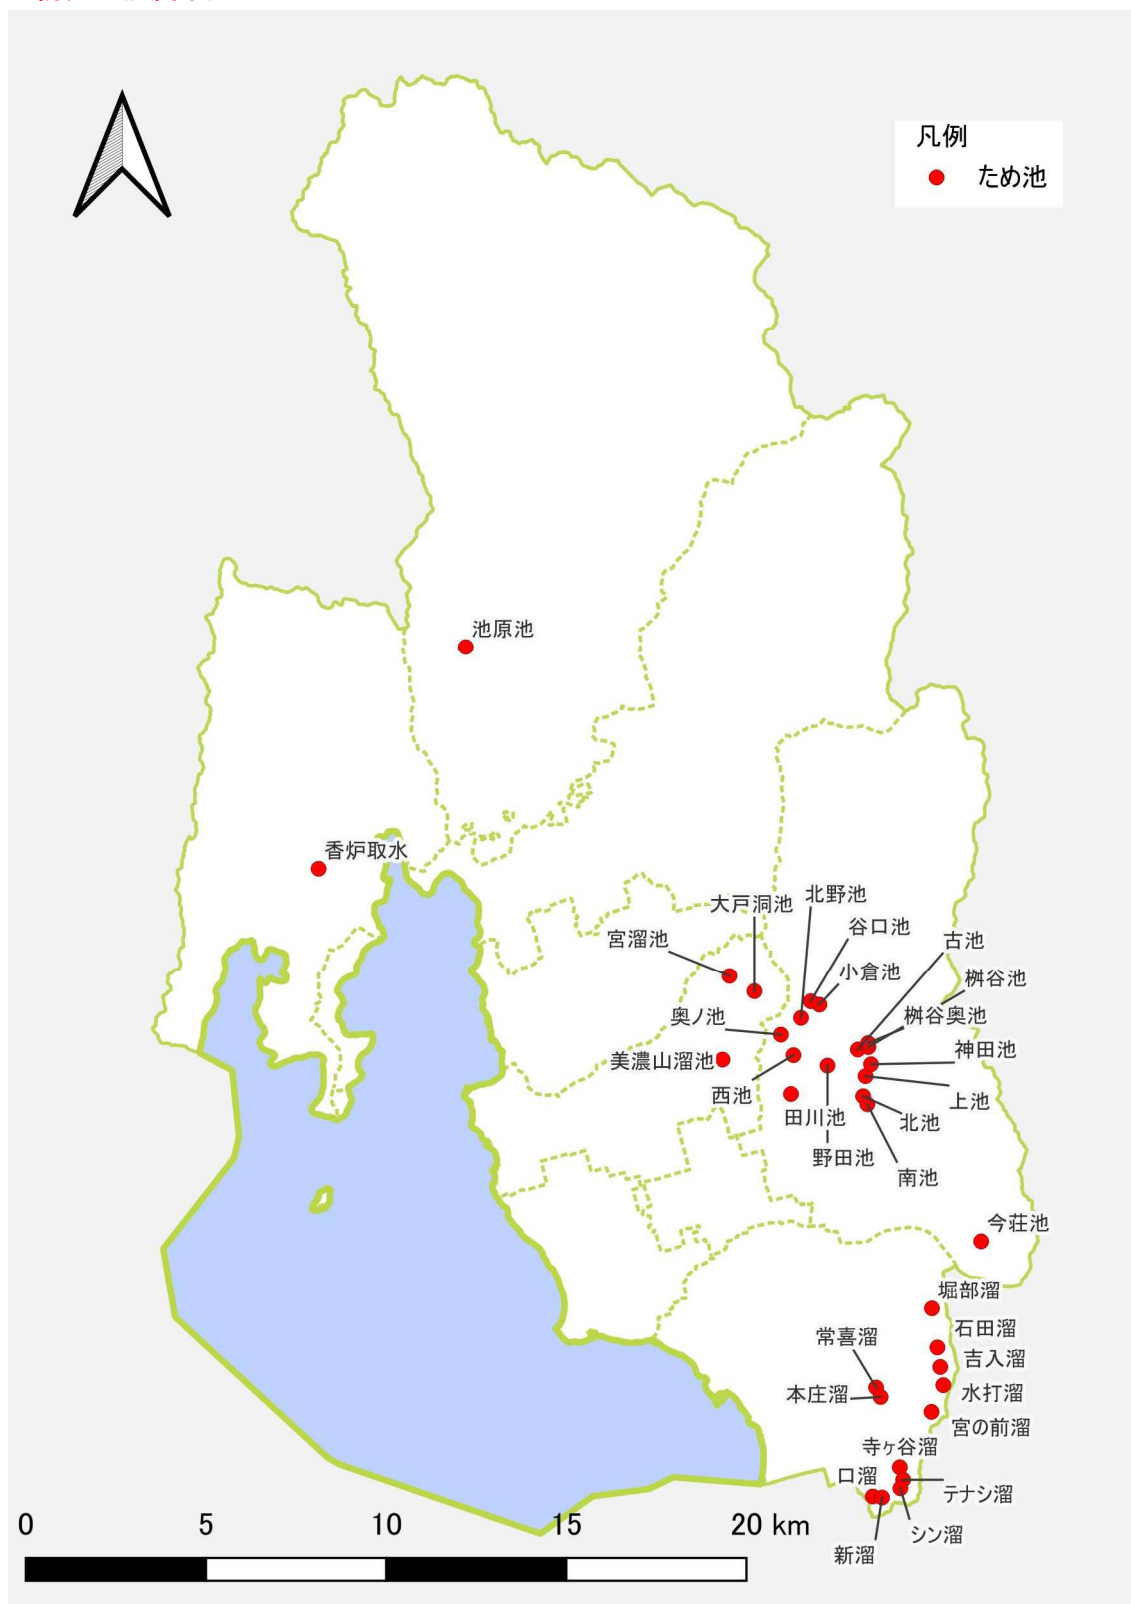 凡例
ため池
池原池
香炉取水
北野池
大戸洞池
谷口池
古池
宮溜池
小倉池
桝谷池
奥ノ池
桝谷奥池
神田池
美濃山溜池
西池
上池
田川池
北池
野田池
南池
今荘池
堀部溜
石田溜
常喜溜
吉入溜
本庄溜
水打溜
宮の前溜
寺ヶ谷溜
口溜
テナシ溜
シン溜
新溜
0 5 10 15 20 km